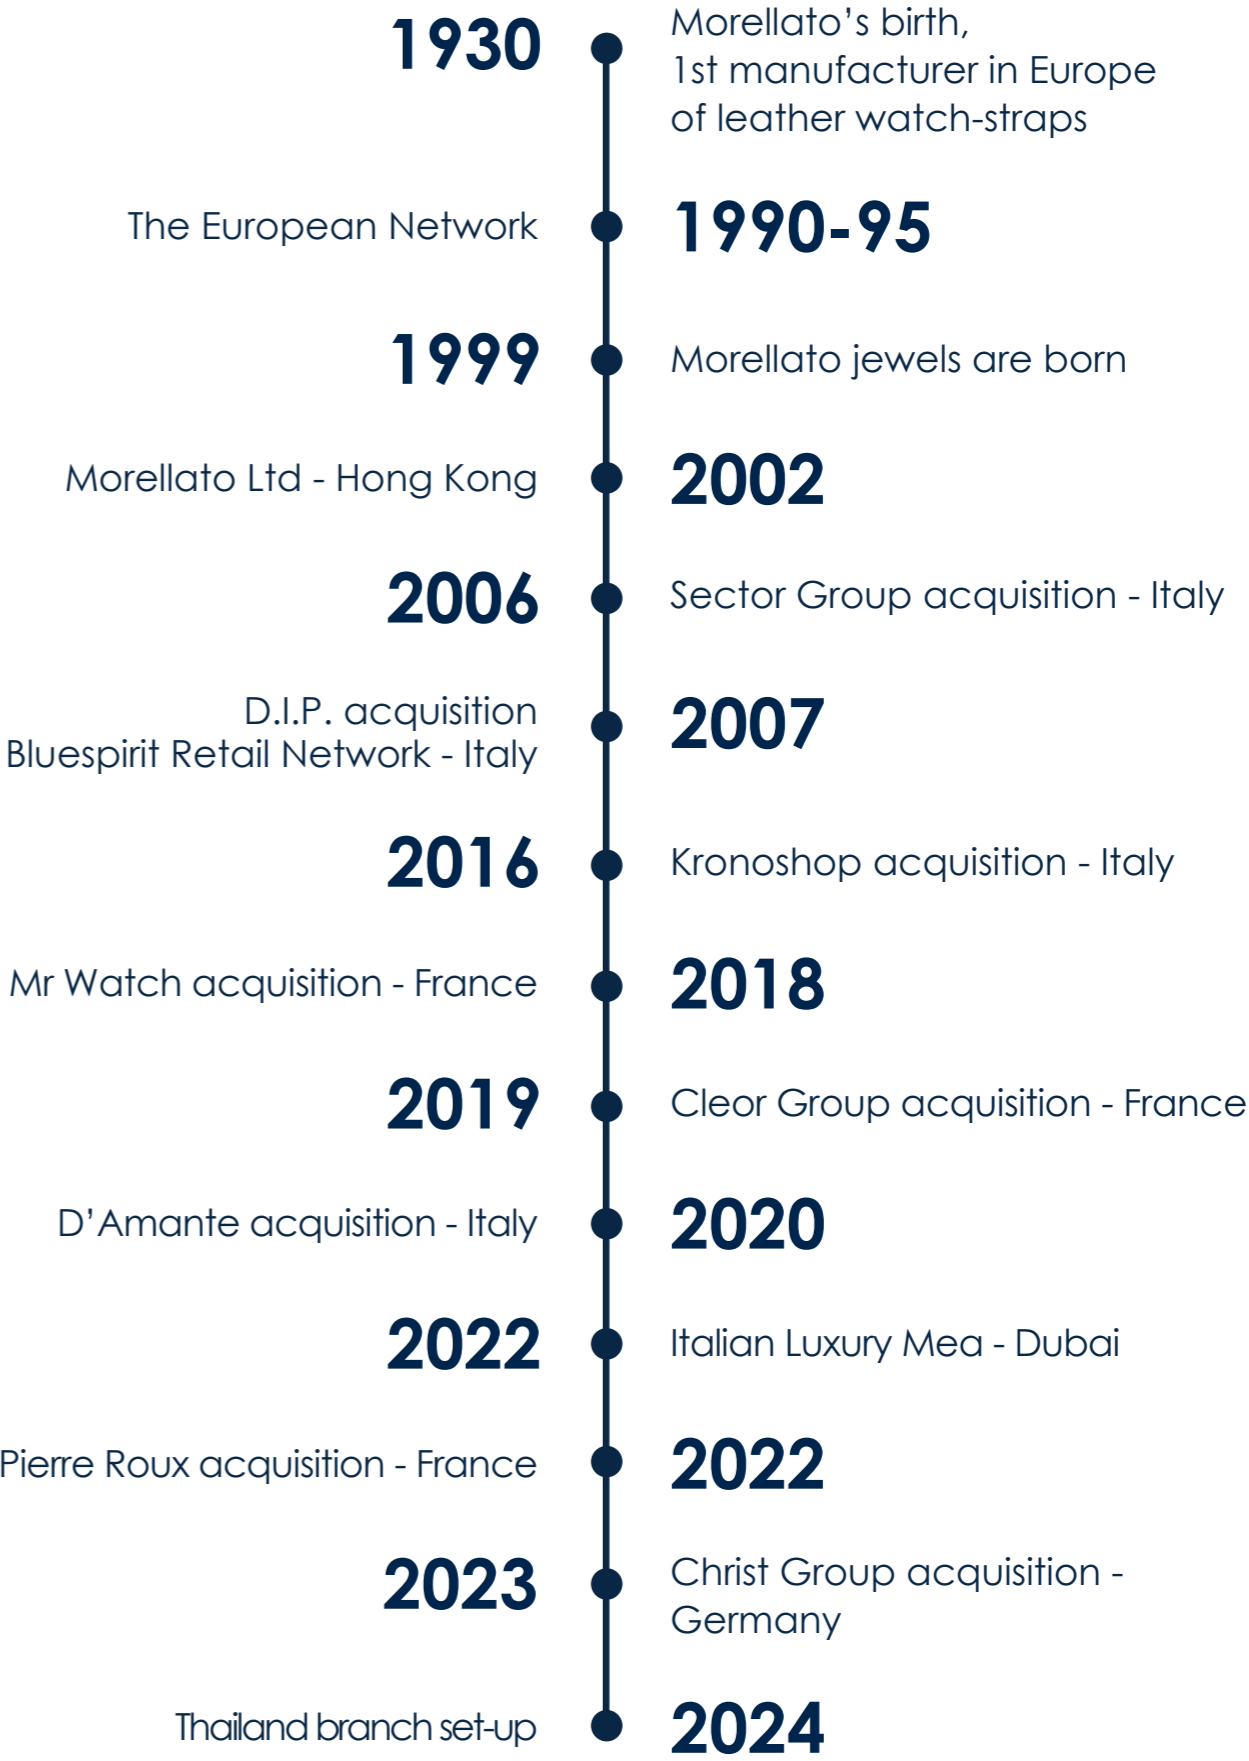 1930
Morellato’s birth,
1st manufacturer in Europe
of leather watch-straps
The European Network
1990-95
1999
Morellato jewels are born
Morellato Ltd - Hong Kong
2002
2006
Sector Group acquisition - Italy
D.I.P. acquisition
Bluespirit Retail Network - Italy
2007
2016
Kronoshop acquisition - Italy
Mr Watch acquisition - France
2018
2019
Cleor Group acquisition - France
D’Amante acquisition - Italy
2020
2022
Italian Luxury Mea - Dubai
Pierre Roux acquisition - France
2022
2023
Christ Group acquisition -
Germany
Thailand branch set-up
2024